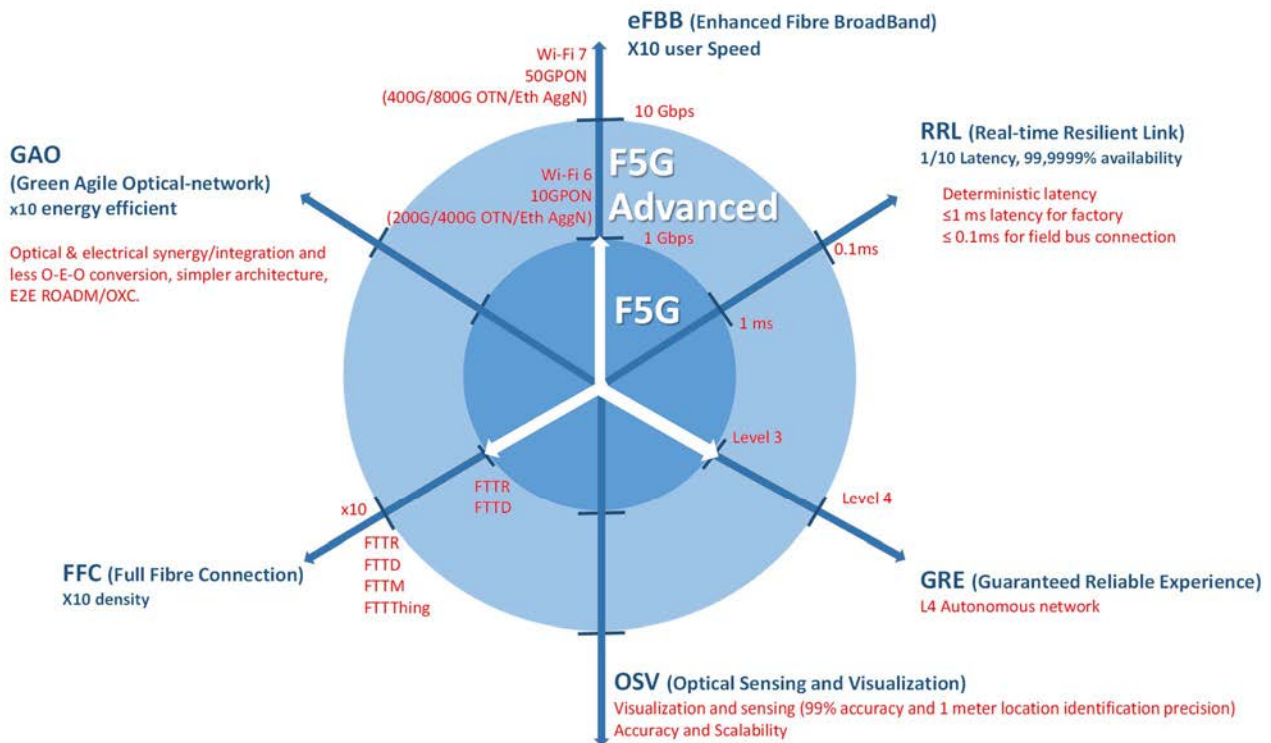 eFBB (Enhanced Fibre BroadBand)
X10 user Speed
Wi-Fi 7
50GPON
(400G/800G OTN/Eth AggN)
10 Gbps
RRL (Real-time Resilient Link)
1/10 Latency, 99,9999% availability
Deterministic latency
≤1 ms latency for factory
≤ 0.1ms for field bus connection
GAO
(Green Agile Optical-network)
x10 energy efficient
Optical & electrical synergy/integration and
less O-E-O conversion, simpler architecture,
E2E ROADM/OXC.
F5G
Advanced
Wi-Fi 6
10GPON
(200G/400G OTN/Eth AggN)
1 Gbps
0.1ms
F5G
1 ms
Level 3
Level 4
FTTR
FTTD
x10
FTTR
FTTD
FTTM
FTTThing
FFC (Full Fibre Connection)
X10 density
GRE (Guaranteed Reliable Experience)
L4 Autonomous network
OSV (Optical Sensing and Visualization)
Visualization and sensing (99% accuracy and 1 meter location identification precision)
Accuracy and Scalability